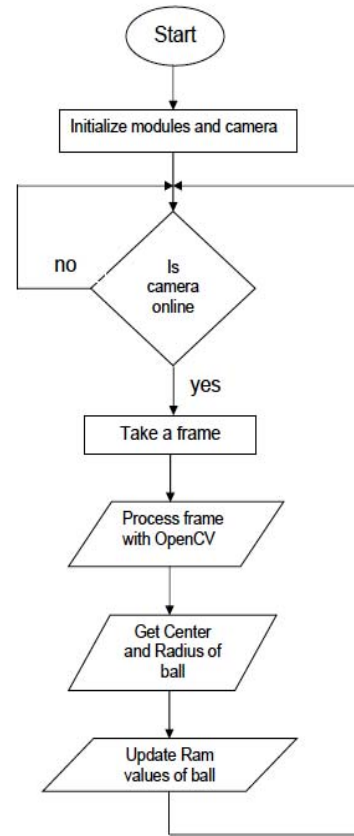 Start
Initialize modules and camera
no
Is
camera
online
yes
Take a frame
Process frame
with OpenCV
Get Center
and Radius of
ball
Update Ram
values of ball